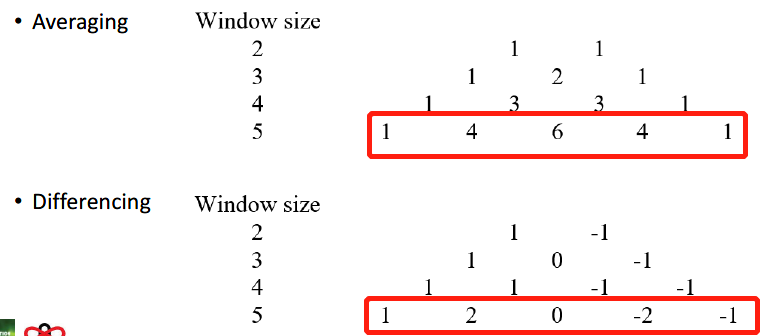 • Averaging Window size
2 1 1
3 1 2 1
4 1 3 3 1
5 1 4 6 4 1
• Differencing Window size
2 1 -1
3 1 0 -1
4 1 1 -1 -1
5 1 2 0 -2 -1